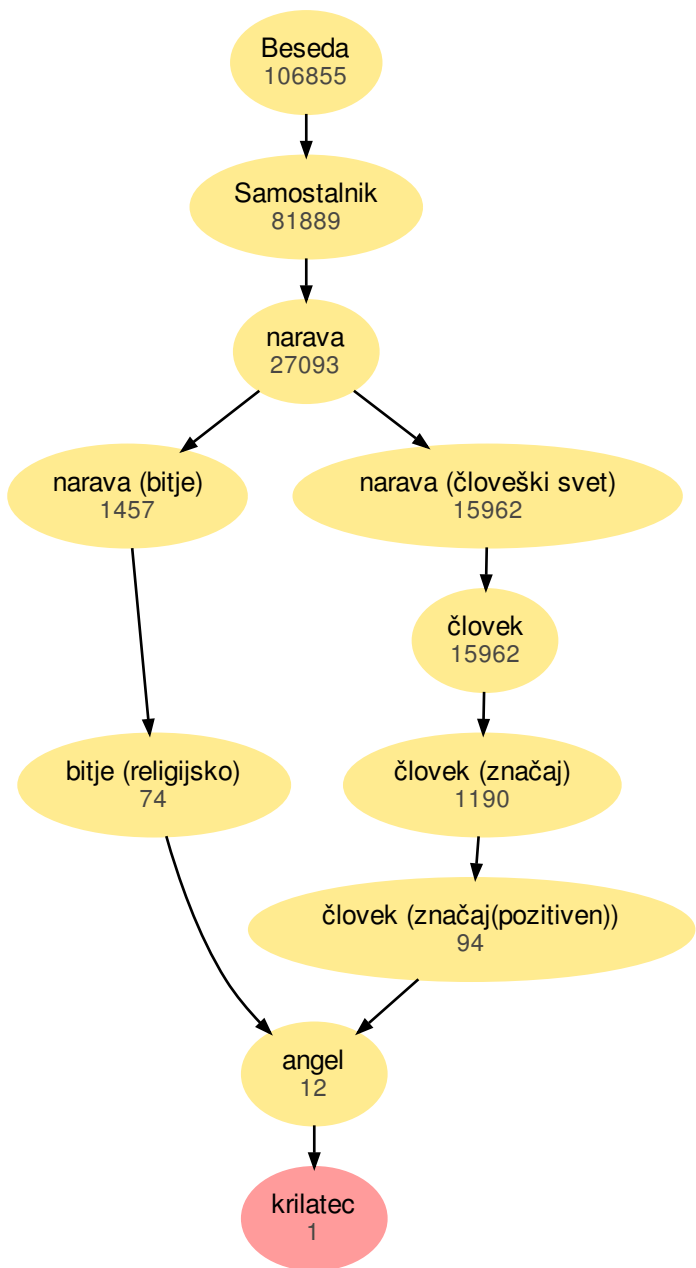 Beseda
106855
Samostalnik
81889
narava
27093
narava (bitje)
1457
narava (človeški svet)
15962
človek
15962
bitje (religijsko)
74
človek (značaj)
1190
človek (značaj(pozitiven))
94
angel
12
krilatec
1